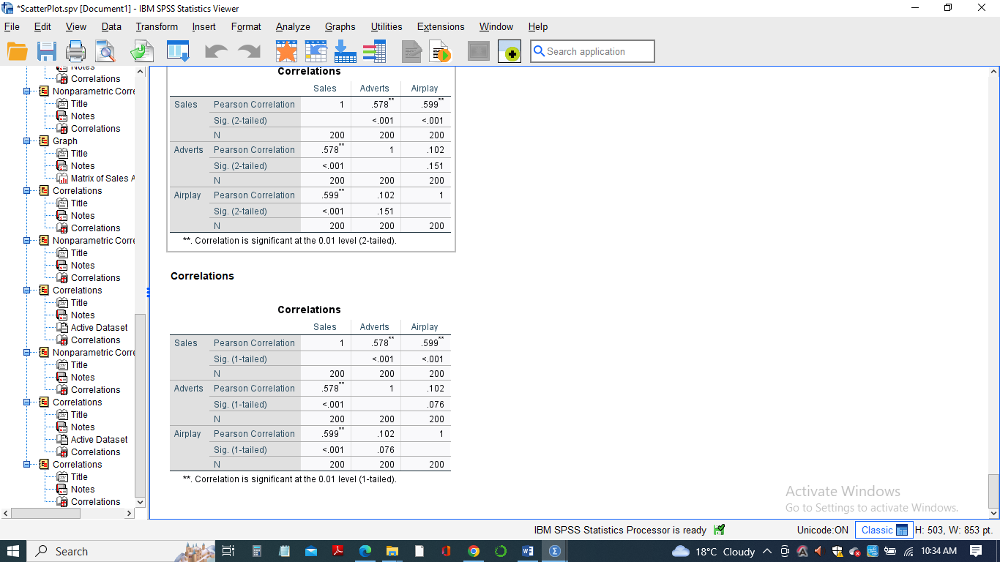 *ScatterPlot.spv [Document1] - IBM SPSS Statistics Viewer
File Edit View Data Transform Insert Format Analyze Graphs Utilities Extensions Window Help
Search application
Notes
Correlations
Nonparametric Corre
Title
Notes
Correlations
Graph
Title
Notes
Matrix of Sales A
Correlations
Title
Notes
Correlations
Nonparametric Corre
Title
Notes
Correlations
Correlations
Title
Notes
Active Dataset
Correlations
Nonparametric Corre
Title
Notes
Correlations
Correlations
Title
Notes
Active Dataset
Correlations
Correlations
Title
Notes
Correlations
Correlations
Sales Adverts Airplay
Sales Pearson Correlation 1 .578** .599**
Sig. (2-tailed) <.001 <.001
N 200 200 200
Adverts Pearson Correlation .578** 1 .102
Sig. (2-tailed) <.001 .151
N 200 200 200
Airplay Pearson Correlation .599** .102 1
Sig. (2-tailed) <.001 .151
N 200 200 200
**. Correlation is significant at the 0.01 level (2-tailed).
Correlations
Correlations
Sales Adverts Airplay
Sales Pearson Correlation 1 .578** .599**
Sig. (1-tailed) <.001 <.001
N 200 200 200
Adverts Pearson Correlation .578** 1 .102
Sig. (1-tailed) <.001 .076
N 200 200 200
Airplay Pearson Correlation .599** .102 1
Sig. (1-tailed) <.001 .076
N 200 200 200
**. Correlation is significant at the 0.01 level (1-tailed).
Activate Windows
Go to Settings to activate Windows.
IBM SPSS Statistics Processor is ready Unicode:ON Classic H: 503, W: 853 pt.
Search 18°C Cloudy 10:34 AM